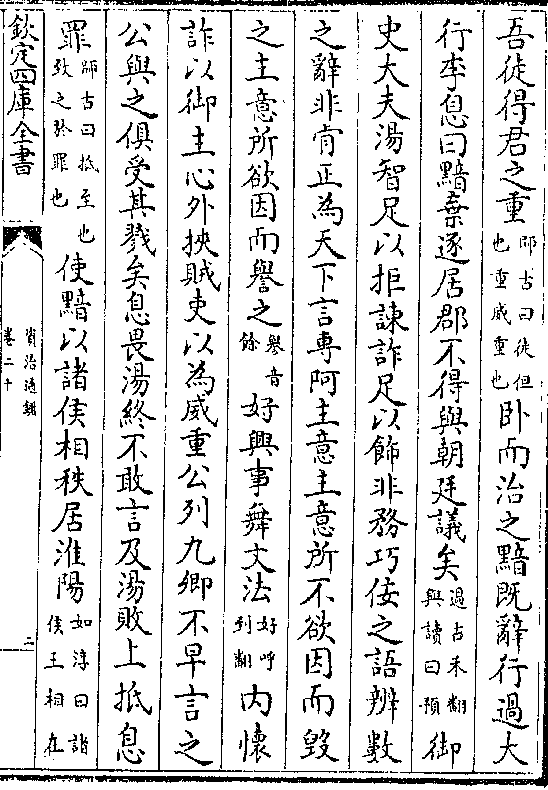 吾徒得君之重師古曰徒但也重威重也卧而治之黯既辭行過大
行李息曰黯棄逐居郡不得與朝廷議矣過古禾翻與讀曰預御
史大夫湯智足以拒諫詐足以飾非務巧佞之語辨數
之辭非肯正為天下言專阿主意主意所不欲因而毀
之主意所欲因而譽之譽音餘好興事舞文法好呼到翻内懷
詐以御主心外挾賊吏以為威重公列九卿不早言之
公與之俱受其戮矣息畏湯終不敢言及湯敗上抵息
罪師古曰抵至也致之於罪也使黯以諸侯相秩居淮陽如淳曰諸侯王相在
欽定四庫全書
資治通鑑
卷二十
二